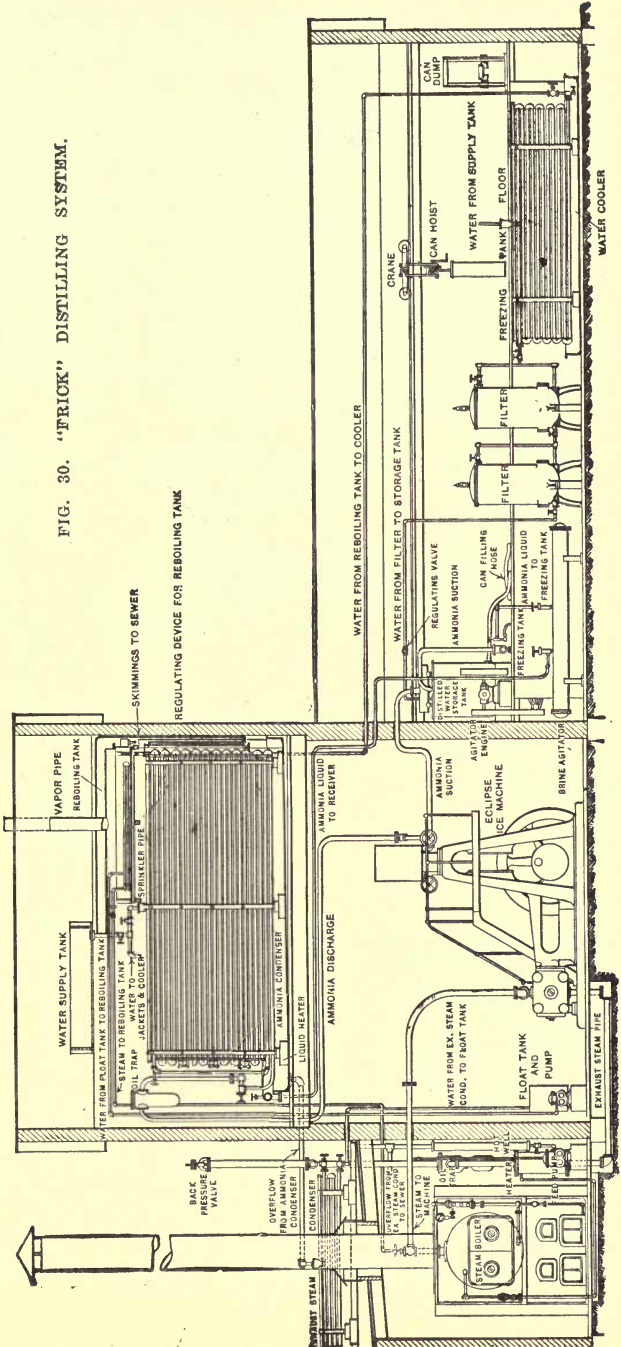 FIG. 30. "FRICK" DISTILLING SYSTEM.
VAPOR PIPE
REBOILING TANK
SKIMMINGS TO SEWER
REGULATING DEVICE FOR REBOILING TANK
WATER SUPPLY TANK
WATER FROM FLOAT TANK TO REBOILING TANK
STEAM TO REBOILING TANK
WATER TO
JACKETS & COOLER
OIL TRAP
SPRINKLER PIPE
AMMONIA CONDENSER
LIQUID HEATER
AMMONIA LIQUID
TO RECEIVER
AMMONIA DISCHARGE
BACK
PRESSURE
VALVE
OVERFLOW
FROM AMMONIA
CONDENSER
EXHAUST STEAM
CONDENSER
OVERFLOW FROM
EX. STEAM COND
TO SEWER
STEAM TO
MACHINE
STEAM BOILER
HOT
WELL
OIL
HEATER
FEED PUMP
WATER FROM EX. STEAM
COND. TO FLOAT TANK
FLOAT TANK
AND
PUMP
EXHAUST STEAM PIPE
AMMONIA
SUCTION
ECLIPSE
ICE MACHINE
BRINE AGITATOR
AGITATOR
ENGINE
DISTILLED
WATER
STORAGE
TANK
WATER FROM REBOILING TANK TO COOLER
WATER FROM FILTER TO STORAGE TANK
REGULATING VALVE
AMMONIA SUCTION
CAN FILLING
HOSE
FREEZING TANK
AMMONIA LIQUID
TO
FREEZING TANK
FILTER
FILTER
CRANE
CAN HOIST
WATER FROM SUPPLY TANK
FREEZING TANK FLOOR
CAN
DUMP
WATER COOLER